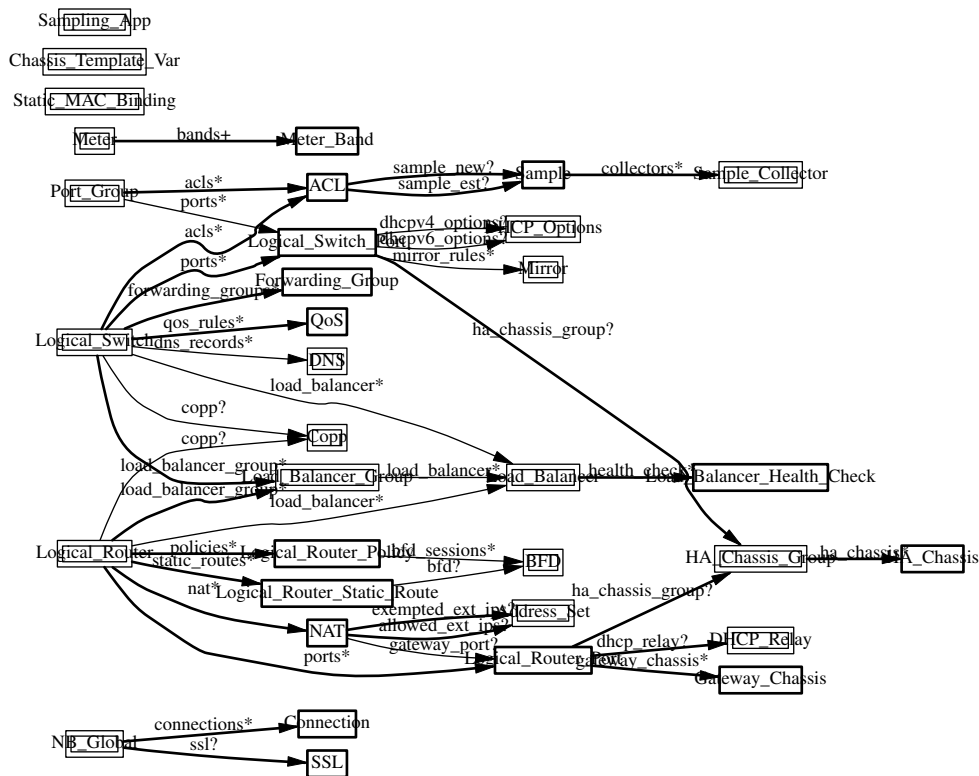 Sampling_App
Chassis_Template_Var
Static_MAC_Binding
Meter
bands+
Meter_Band
Port_Group
acls*
ports*
ACL
sample_new?
sample_est?
Sample
collectors*
Sample_Collector
acls*
ports*
forwarding_groups*
Logical_Switch_Port
dhcpv4_options?
dhcpv6_options?
mirror_rules*
DHCP_Options
Mirror
Forwarding_Group
ha_chassis_group?
Logical_Switch
qos_rules*
dns_records*
QoS
DNS
load_balancer*
copp?
copp?
Copp
load_balancer_group*
load_balancer_group*
Load_Balancer_Group
load_balancer*
load_balancer*
Load_Balancer
health_check*
Load_Balancer_Health_Check
Logical_Router
policies*
static_routes*
nat*
Logical_Router_Policy
bfd_sessions*
bfd?
BFD
Logical_Router_Static_Route
HA_Chassis_Group
ha_chassis*
HA_Chassis
ha_chassis_group?
NAT
exempted_ext_ips?
allowed_ext_ips?
gateway_port?
Address_Set
ports*
Logical_Router_Port
dhcp_relay?
gateway_chassis*
DHCP_Relay
Gateway_Chassis
NB_Global
connections*
ssl?
Connection
SSL